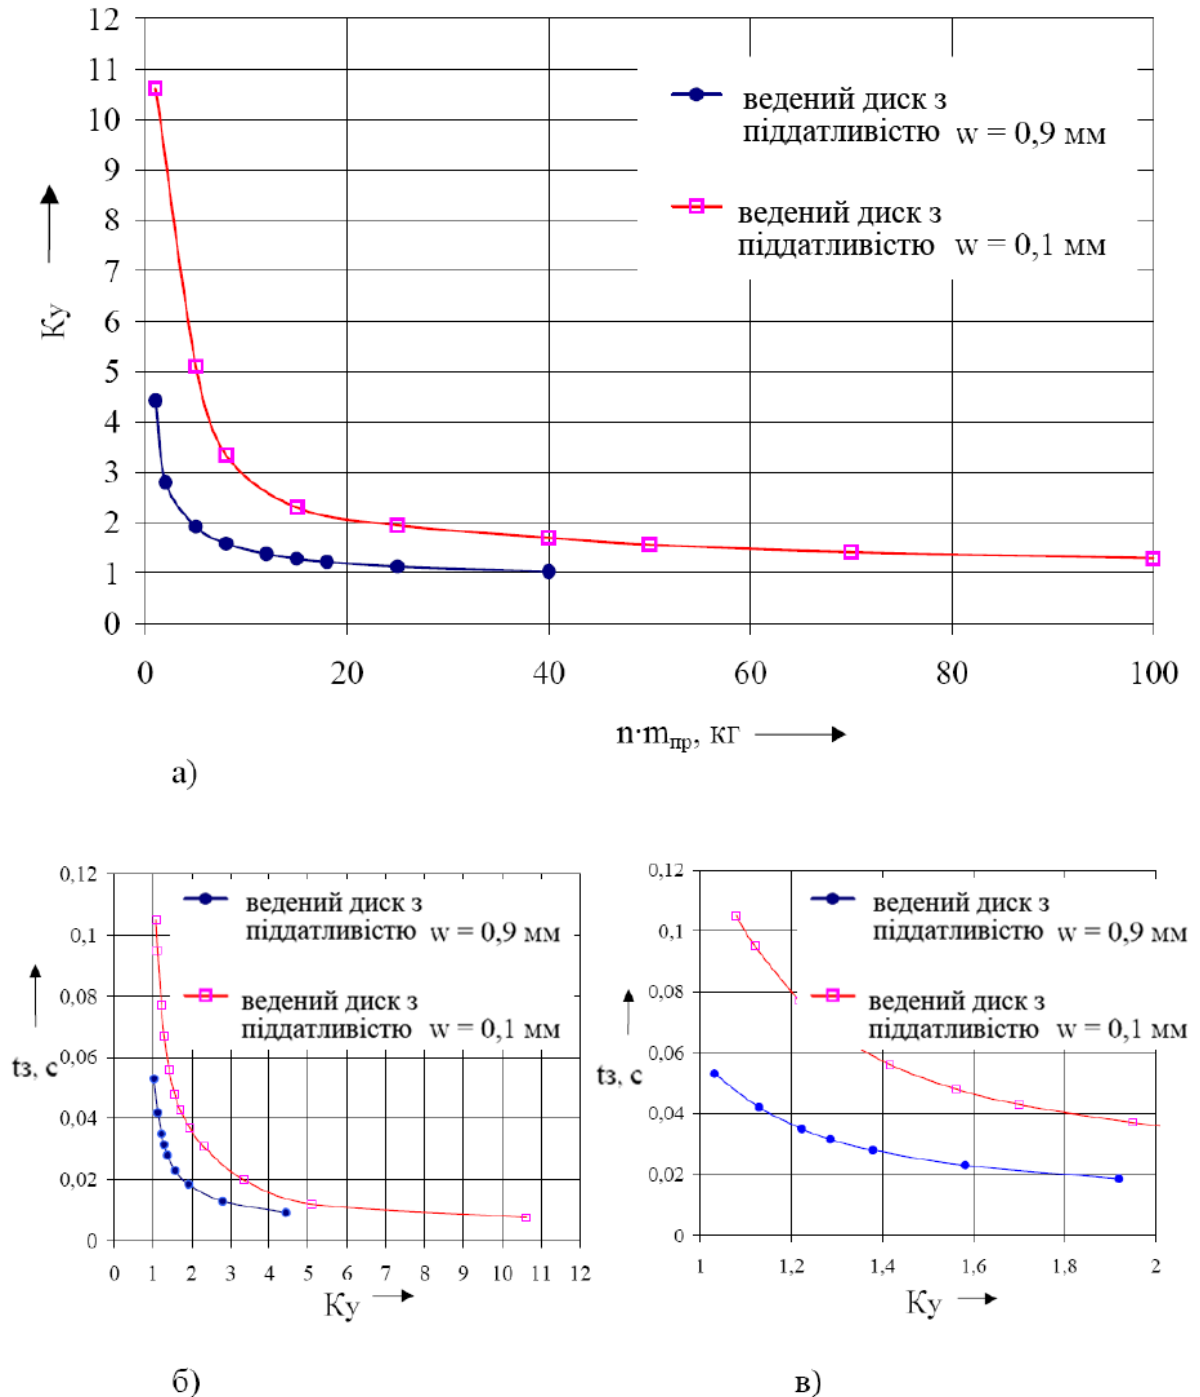 12
11
10
9
8
7
6
5
4
3
2
1
0
Ку
ведений диск з
піддатливістю w = 0,9 мм
ведений диск з
піддатливістю w = 0,1 мм
0 20 40 60 80 100
n·mпр, кг
а)
0,12
0,1
0,08
0,06
0,04
0,02
0
tз, с
ведений диск з
піддатливістю w = 0,9 мм
ведений диск з
піддатливістю w = 0,1 мм
0 1 2 3 4 5 6 7 8 9 10 11 12
Ку
б)
0,12
0,1
0,08
0,06
0,04
0,02
0
tз, с
ведений диск з
піддатливістю w = 0,9 мм
ведений диск з
піддатливістю w = 0,1 мм
1 1,2 1,4 1,6 1,8 2
Ку
в)